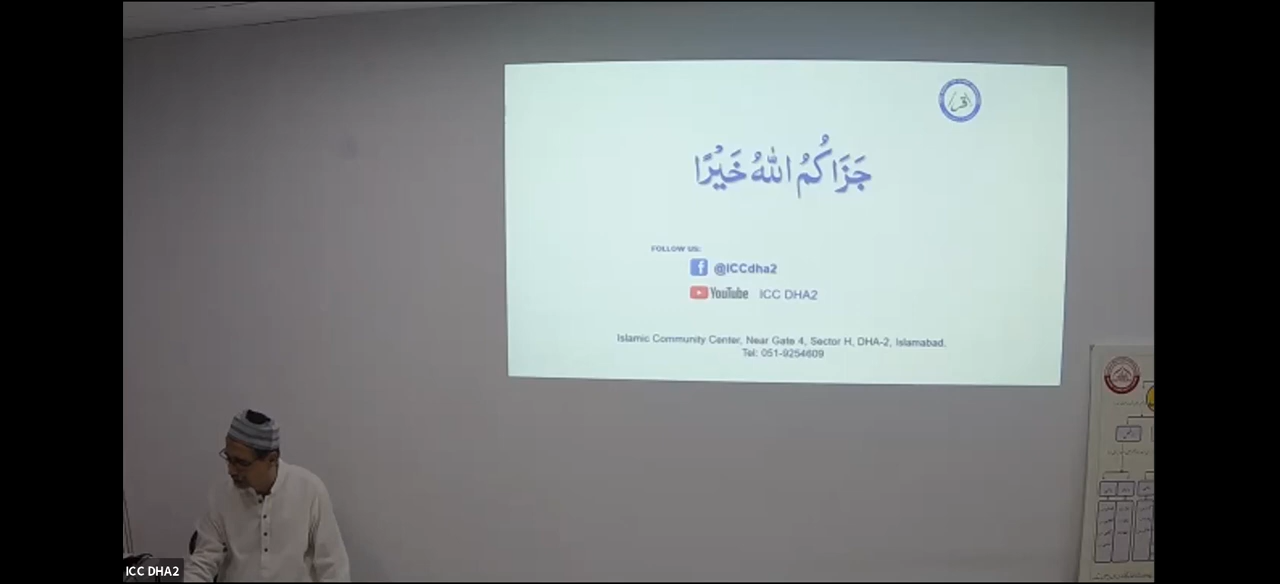 جَزَاكُمُ اللهُ خَيْرًا
FOLLOW US:
@ICCdha2
YouTube ICC DHA2
Islamic Community Center, Near Gate 4, Sector H, DHA-2, Islamabad.
Tel: 051-9254609
ICC DHA2